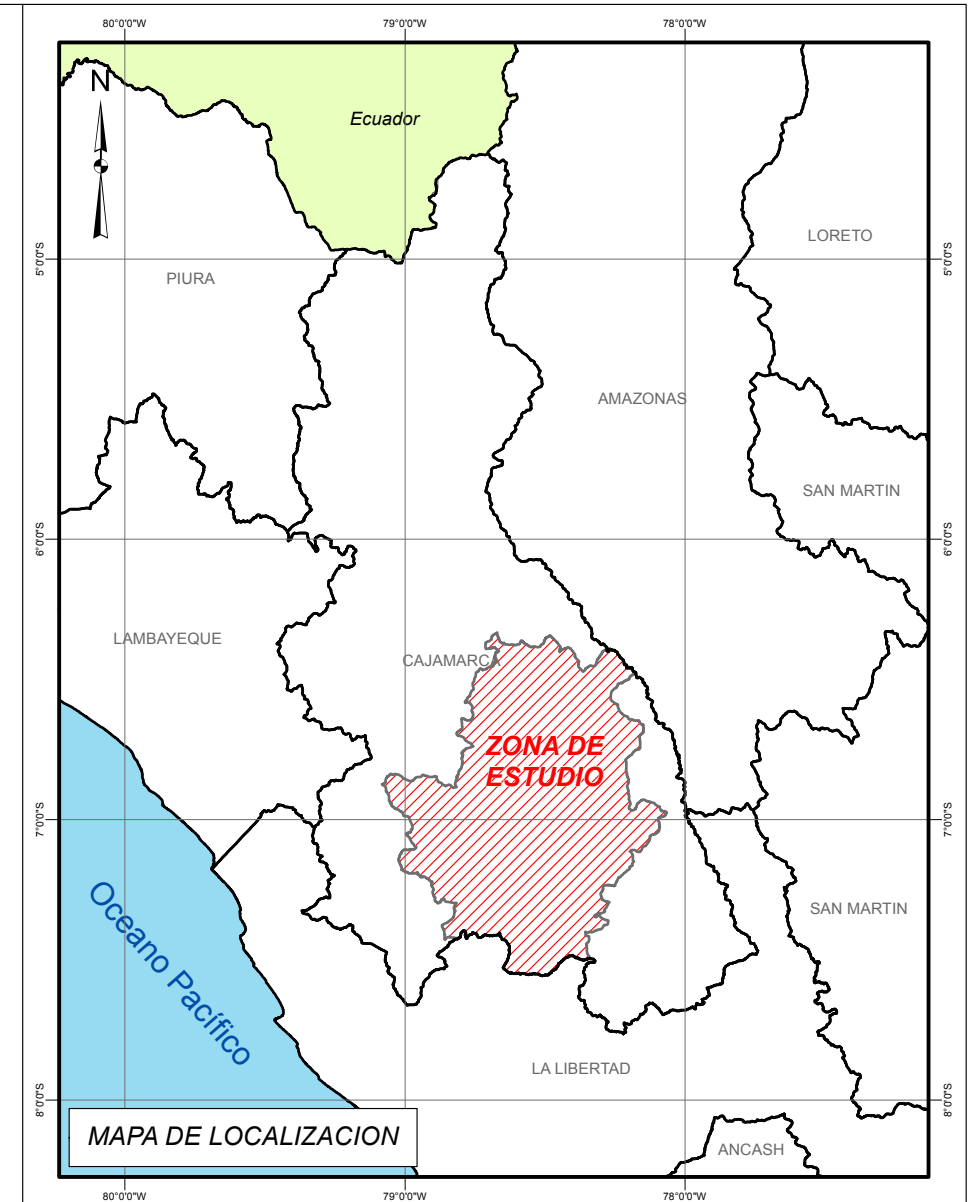 80°0'0"W
79°0'0"W
78°0'0"W
N
Ecuador
LORETO
5°0'0"S
5°0'0"S
PIURA
AMAZONAS
SAN MARTIN
6°0'0"S
6°0'0"S
LAMBAYEQUE
CAJAMARCA
ZONA DE
ESTUDIO
7°0'0"S
7°0'0"S
Oceano Pacífico
SAN MARTIN
LA LIBERTAD
8°0'0"S
8°0'0"S
MAPA DE LOCALIZACION
ANCASH
80°0'0"W
79°0'0"W
78°0'0"W